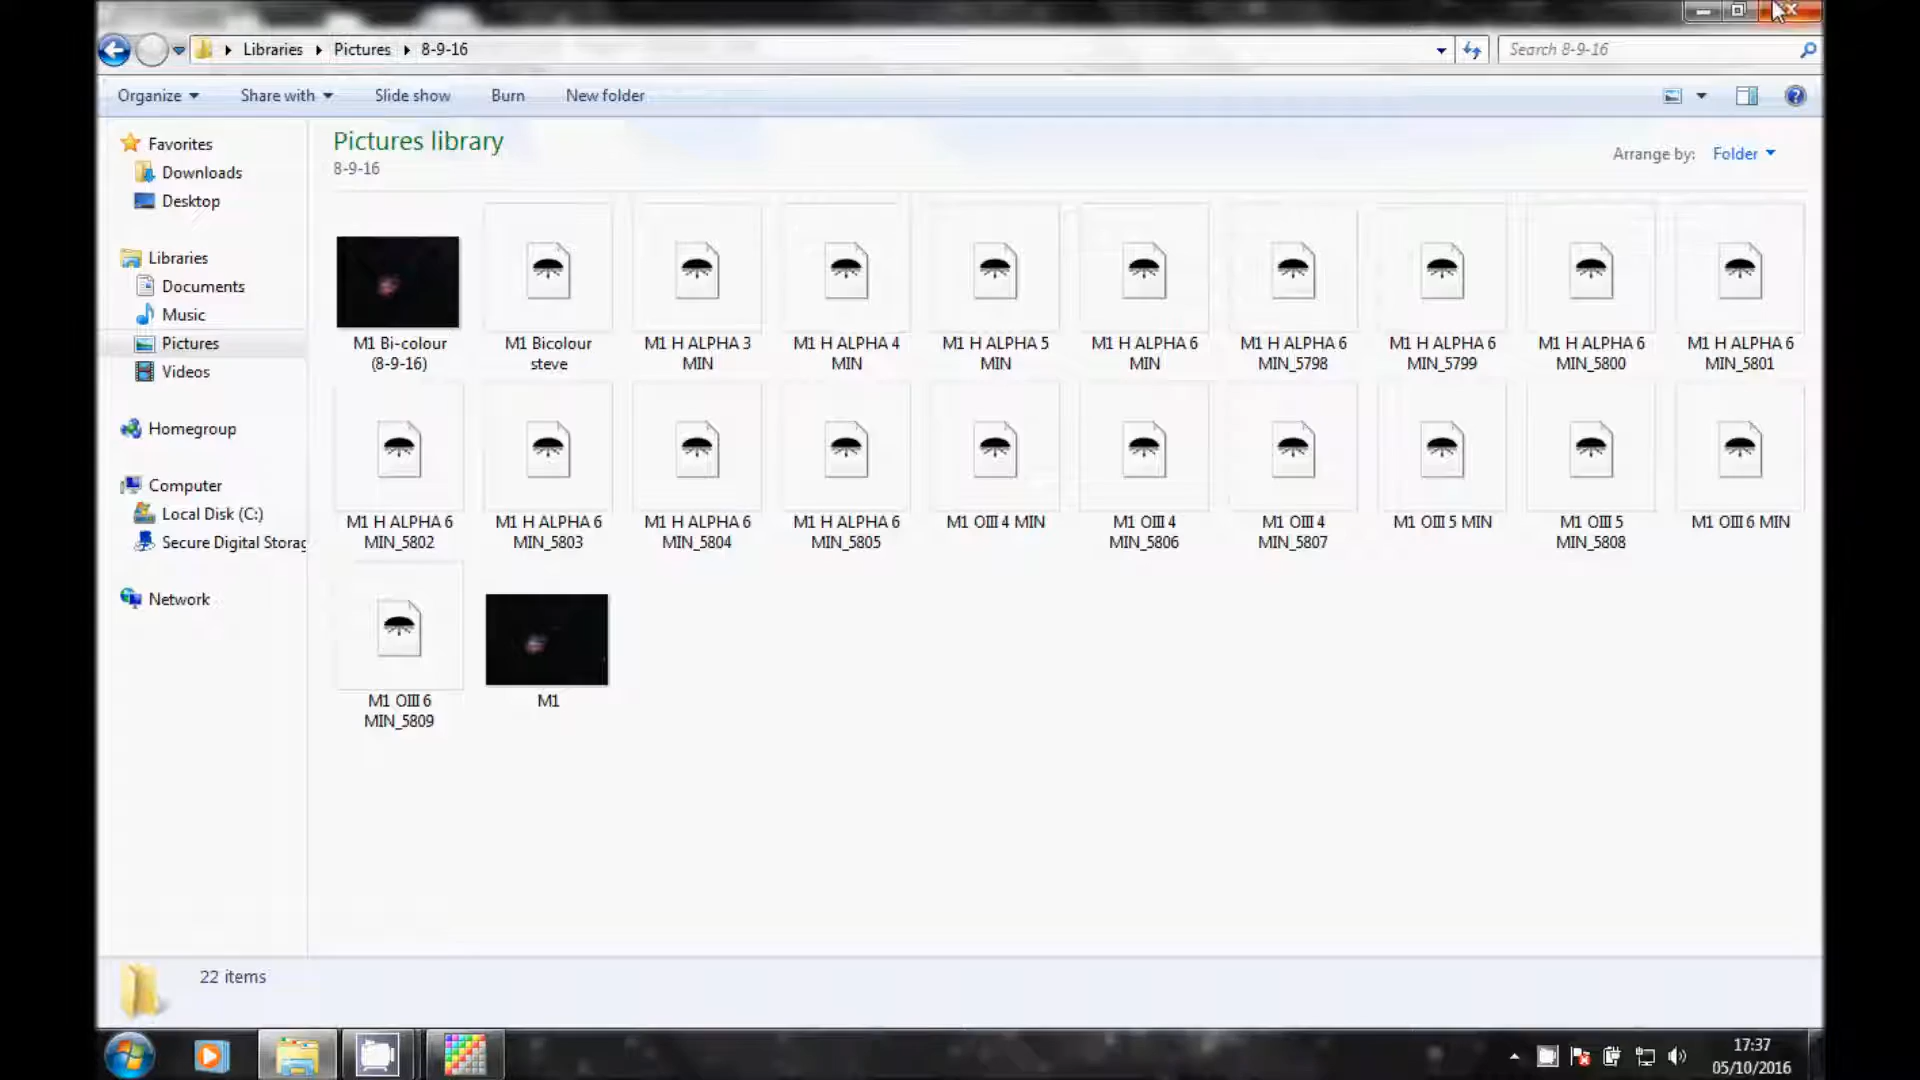 Libraries Pictures 8-9-16
Search 8-9-16
Organize Share with Slide show Burn New folder
Favorites
Downloads
Desktop
Libraries
Documents
Music
Pictures
Videos
Homegroup
Computer
Local Disk (C:)
Secure Digital Storag
Network
Pictures library
8-9-16
Arrange by: Folder
M1 Bi-colour
(8-9-16)
M1 Bicolour
steve
M1 H ALPHA 3
MIN
M1 H ALPHA 4
MIN
M1 H ALPHA 5
MIN
M1 H ALPHA 6
MIN
M1 H ALPHA 6
MIN_5798
M1 H ALPHA 6
MIN_5799
M1 H ALPHA 6
MIN_5800
M1 H ALPHA 6
MIN_5801
M1 H ALPHA 6
MIN_5802
M1 H ALPHA 6
MIN_5803
M1 H ALPHA 6
MIN_5804
M1 H ALPHA 6
MIN_5805
M1 OIII 4 MIN
M1 OIII 4
MIN_5806
M1 OIII 4
MIN_5807
M1 OIII 5 MIN
M1 OIII 5
MIN_5808
M1 OIII 6 MIN
M1 OIII 6
MIN_5809
M1
22 items
17:37
05/10/2016